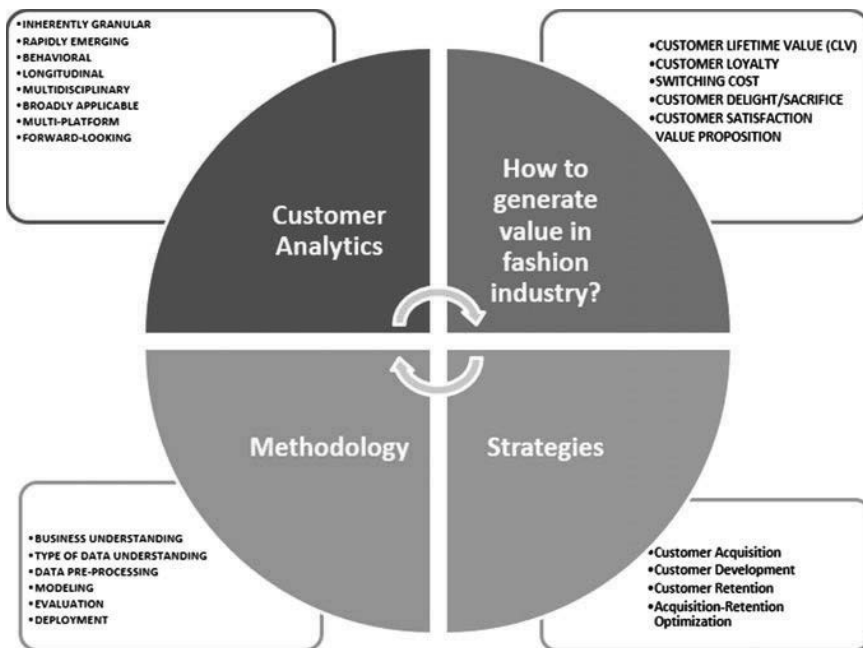 •INHERENTLY GRANULAR
•RAPIDLY EMERGING
•BEHAVIORAL
•LONGITUDINAL
•MULTIDISCIPLINARY
•BROADLY APPLICABLE
•MULTI-PLATFORM
•FORWARD-LOOKING
•CUSTOMER LIFETIME VALUE (CLV)
•CUSTOMER LOYALTY
•SWITCHING COST
•CUSTOMER DELIGHT/SACRIFICE
•CUSTOMER SATISFACTION
VALUE PROPOSITION
Customer
Analytics
How to
generate
value in
fashion
industry?
Methodology
Strategies
•BUSINESS UNDERSTANDING
•TYPE OF DATA UNDERSTANDING
•DATA PRE-PROCESSING
•MODELING
•EVALUATION
•DEPLOYMENT
•Customer Acquisition
•Customer Development
•Customer Retention
•Acquisition-Retention
Optimization